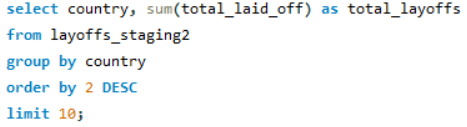 select country, sum(total_laid_off) as total_layoffs
from layoffs_staging2
group by country
order by 2 DESC
limit 10;